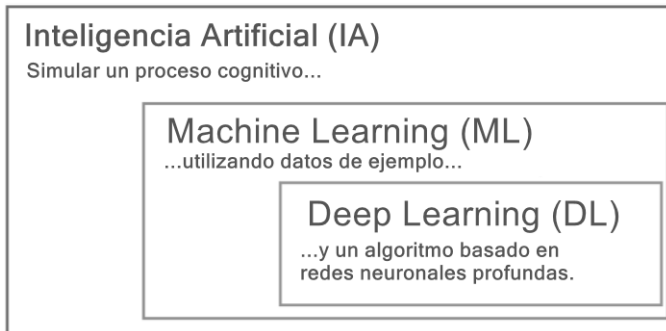 Inteligencia Artificial (IA)
Simular un proceso cognitivo...
Machine Learning (ML)
...utilizando datos de ejemplo...
Deep Learning (DL)
...y un algoritmo basado en
redes neuronales profundas.